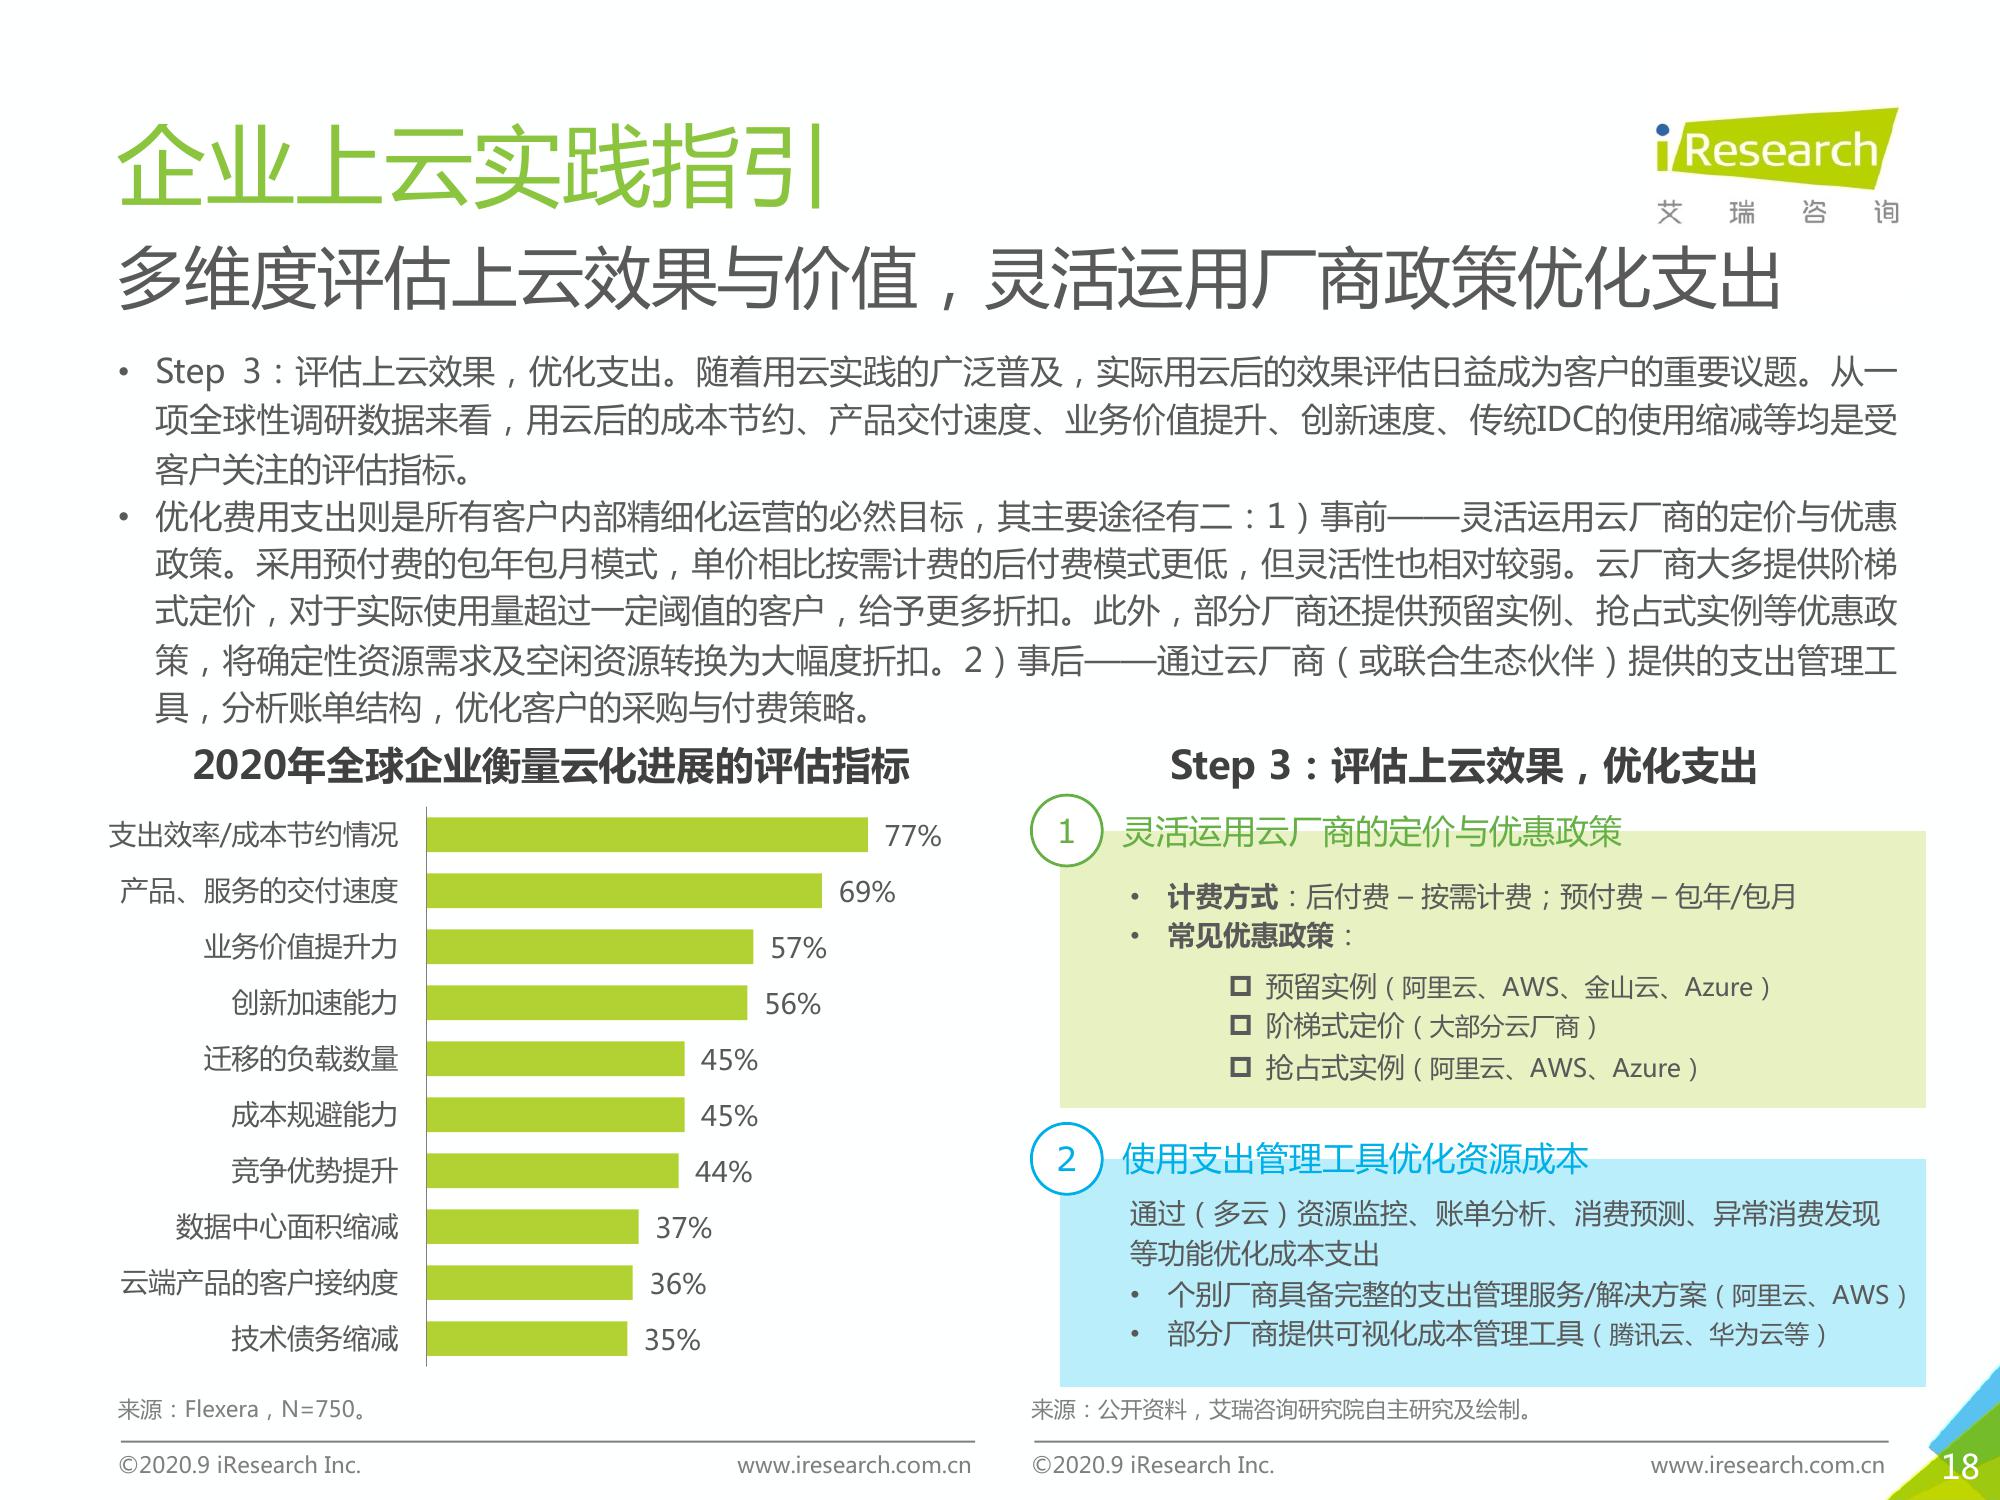 企业上云实践指引
iResearch
艾 瑞 咨 询
多维度评估上云效果与价值，灵活运用厂商政策优化支出
• Step 3：评估上云效果，优化支出。随着用云实践的广泛普及，实际用云后的效果评估日益成为客户的重要议题。从一
项全球性调研数据来看，用云后的成本节约、产品交付速度、业务价值提升、创新速度、传统IDC的使用缩减等均是受
客户关注的评估指标。
• 优化费用支出则是所有客户内部精细化运营的必然目标，其主要途径有二：1）事前——灵活运用云厂商的定价与优惠
政策。采用预付费的包年包月模式，单价相比按需计费的后付费模式更低，但灵活性也相对较弱。云厂商大多提供阶梯
式定价，对于实际使用量超过一定阈值的客户，给予更多折扣。此外，部分厂商还提供预留实例、抢占式实例等优惠政
策，将确定性资源需求及空闲资源转换为大幅度折扣。2）事后——通过云厂商（或联合生态伙伴）提供的支出管理工
具，分析账单结构，优化客户的采购与付费策略。
2020年全球企业衡量云化进展的评估指标
支出效率/成本节约情况 77%
产品、服务的交付速度 69%
业务价值提升力 57%
创新加速能力 56%
迁移的负载数量 45%
成本规避能力 45%
竞争优势提升 44%
数据中心面积缩减 37%
云端产品的客户接纳度 36%
技术债务缩减 35%
来源：Flexera，N=750。
©2020.9 iResearch Inc. www.iresearch.com.cn
Step 3：评估上云效果，优化支出
1 灵活运用云厂商的定价与优惠政策
• 计费方式：后付费 – 按需计费；预付费 – 包年/包月
• 常见优惠政策：
预留实例（阿里云、AWS、金山云、Azure）
阶梯式定价（大部分云厂商）
抢占式实例（阿里云、AWS、Azure）
2 使用支出管理工具优化资源成本
通过（多云）资源监控、账单分析、消费预测、异常消费发现
等功能优化成本支出
• 个别厂商具备完整的支出管理服务/解决方案（阿里云、AWS）
• 部分厂商提供可视化成本管理工具（腾讯云、华为云等）
来源：公开资料，艾瑞咨询研究院自主研究及绘制。
©2020.9 iResearch Inc. www.iresearch.com.cn
18